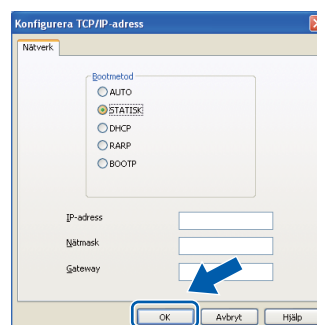 Konfigurera TCP/IP-adress
Nätverk
Bootmetod
AUTO
STATISK
DHCP
RARP
BOOTP
IP-adress
Nätmask
Gateway
OK Avbryt Hjälp